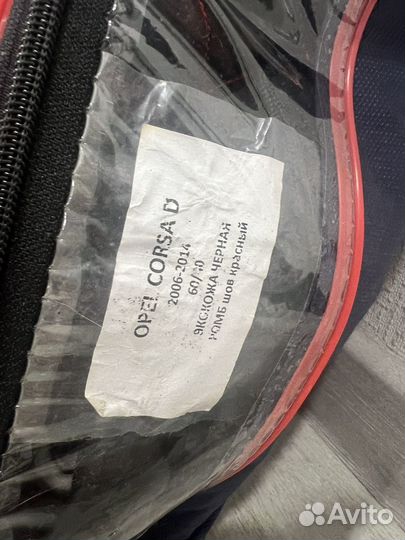 OPEL CORSA D
2006-2014
60/40
ЭКОКОЖА ЧЕРНАЯ
РОМБ шов красный
Avito